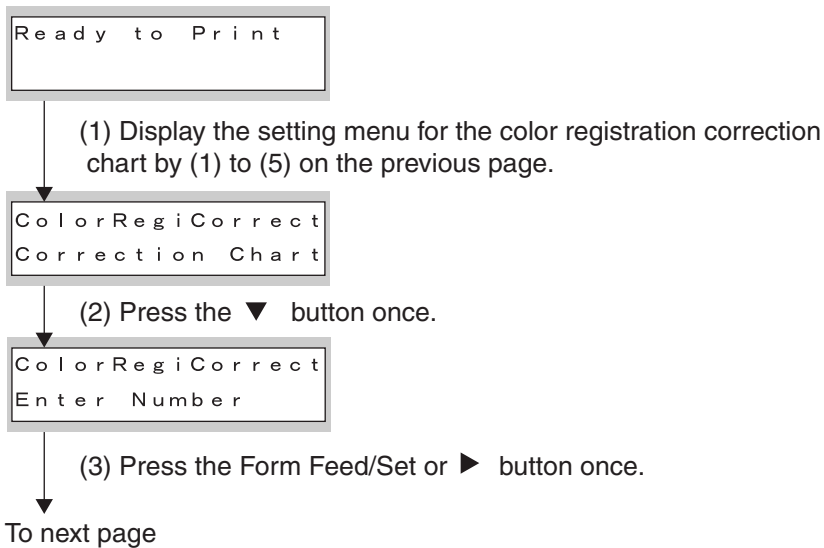 Ready to Print
(1) Display the setting menu for the color registration correction
chart by (1) to (5) on the previous page.
ColorRegiCorrect
Correction Chart
(2) Press the ▼ button once.
ColorRegiCorrect
Enter Number
(3) Press the Form Feed/Set or ▶ button once.
To next page